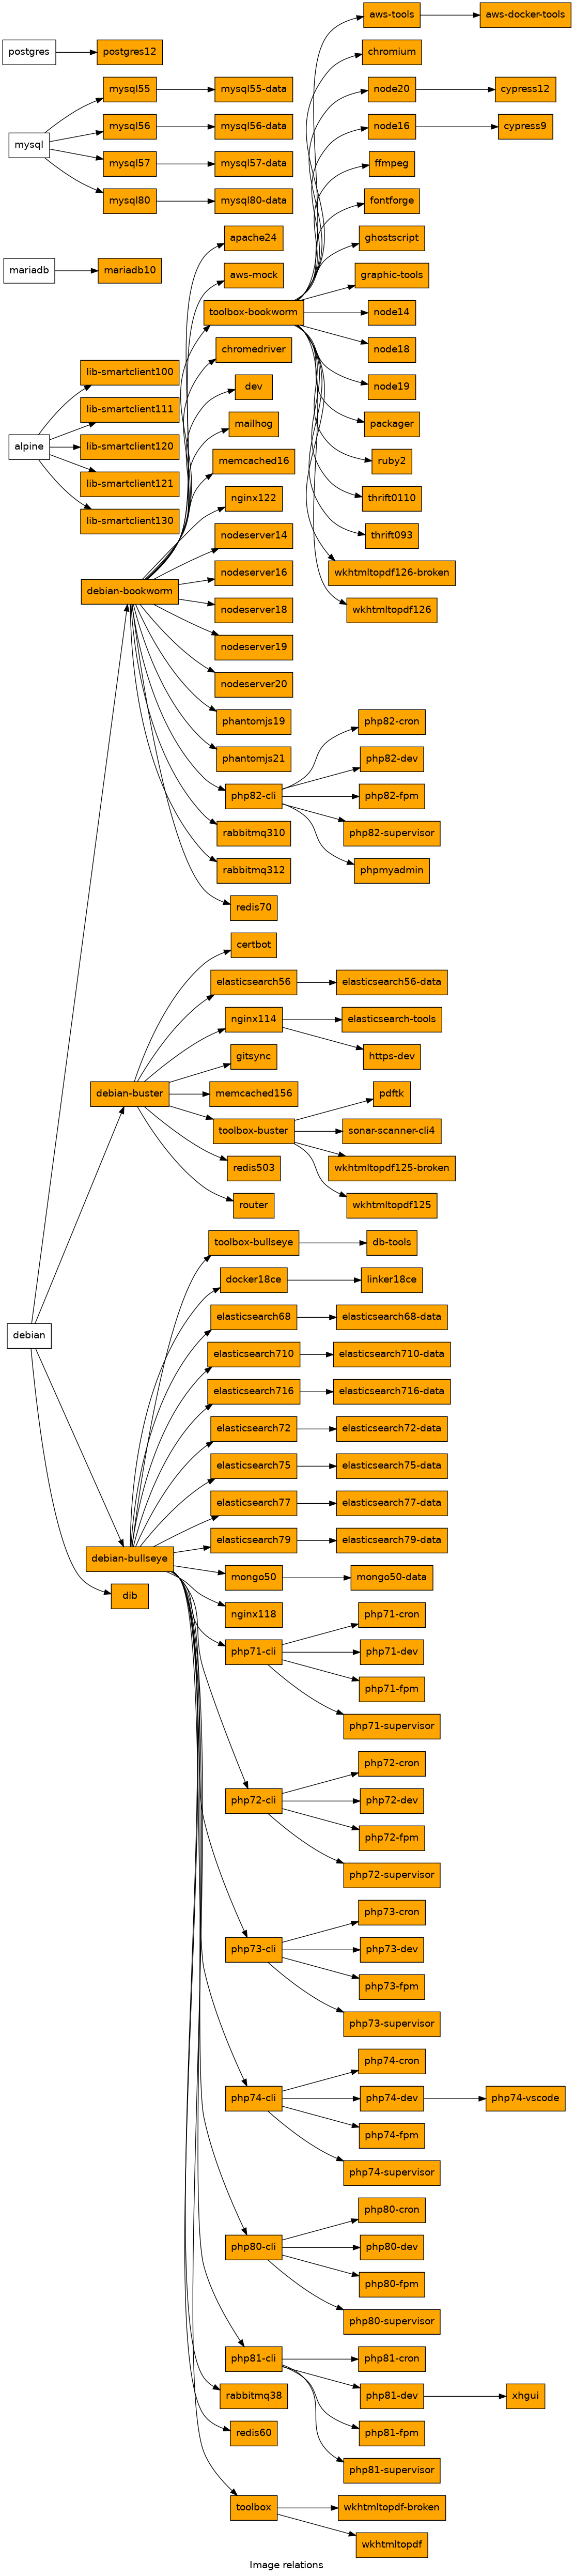 aws-tools
aws-docker-tools
postgres
postgres12
chromium
mysql55
mysql55-data
node20
cypress12
mysql
mysql56
mysql56-data
node16
cypress9
mysql57
mysql57-data
ffmpeg
mysql80
mysql80-data
fontforge
apache24
ghostscript
mariadb
mariadb10
aws-mock
graphic-tools
toolbox-bookworm
node14
chromedriver
node18
lib-smartclient100
dev
node19
lib-smartclient111
mailhog
packager
alpine
lib-smartclient120
memcached16
ruby2
lib-smartclient121
nginx122
thrift0110
lib-smartclient130
nodeserver14
thrift093
nodeserver16
wkhtmltopdf126-broken
debian-bookworm
nodeserver18
wkhtmltopdf126
nodeserver19
nodeserver20
phantomjs19
php82-cron
phantomjs21
php82-dev
php82-cli
php82-fpm
rabbitmq310
php82-supervisor
rabbitmq312
phpmyadmin
redis70
certbot
elasticsearch56
elasticsearch56-data
nginx114
elasticsearch-tools
gitsync
https-dev
debian-buster
memcached156
pdftk
toolbox-buster
sonar-scanner-cli4
redis503
wkhtmltopdf125-broken
router
wkhtmltopdf125
toolbox-bullseye
db-tools
docker18ce
linker18ce
elasticsearch68
elasticsearch68-data
debian
elasticsearch710
elasticsearch710-data
elasticsearch716
elasticsearch716-data
elasticsearch72
elasticsearch72-data
elasticsearch75
elasticsearch75-data
elasticsearch77
elasticsearch77-data
elasticsearch79
elasticsearch79-data
debian-bullseye
mongo50
mongo50-data
dib
nginx118
php71-cron
php71-cli
php71-dev
php71-fpm
php71-supervisor
php72-cron
php72-cli
php72-dev
php72-fpm
php72-supervisor
php73-cron
php73-cli
php73-dev
php73-fpm
php73-supervisor
php74-cron
php74-cli
php74-dev
php74-vscode
php74-fpm
php74-supervisor
php80-cron
php80-cli
php80-dev
php80-fpm
php80-supervisor
php81-cli
php81-cron
rabbitmq38
php81-dev
xhgui
redis60
php81-fpm
php81-supervisor
toolbox
wkhtmltopdf-broken
wkhtmltopdf
Image relations